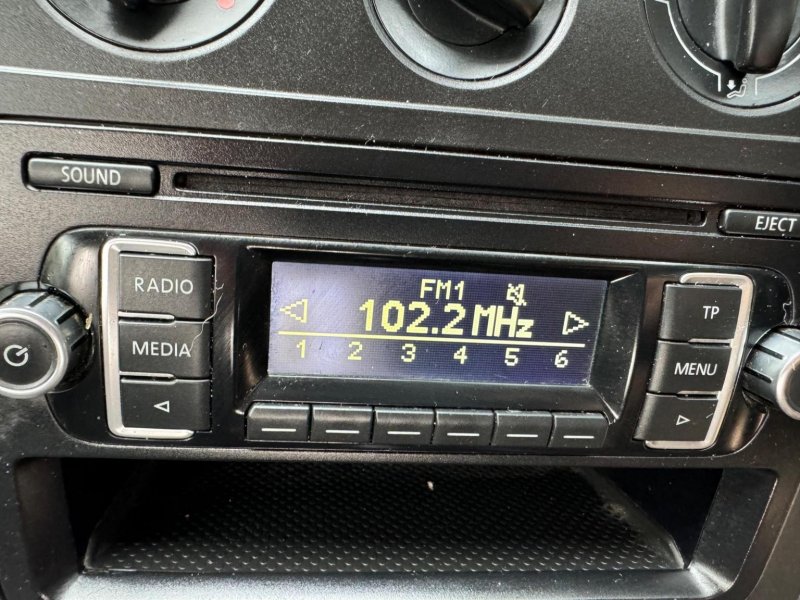 SOUND
EJECT
RADIO
MEDIA
FM1
102.2 MHz
1 2 3 4 5 6
TP
MENU